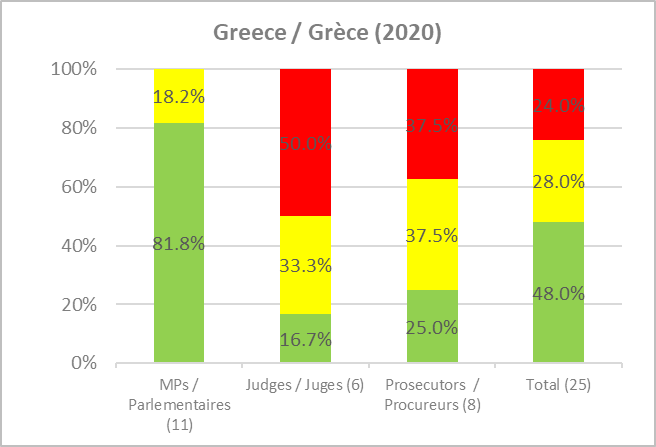 Greece / Grèce (2020)
100%
80%
60%
40%
20%
0%
18.2%
81.8%
50.0%
33.3%
16.7%
37.5%
37.5%
25.0%
24.0%
28.0%
48.0%
MPs /
Parlementaires
(11)
Judges / Juges (6)
Prosecutors /
Procureurs (8)
Total (25)